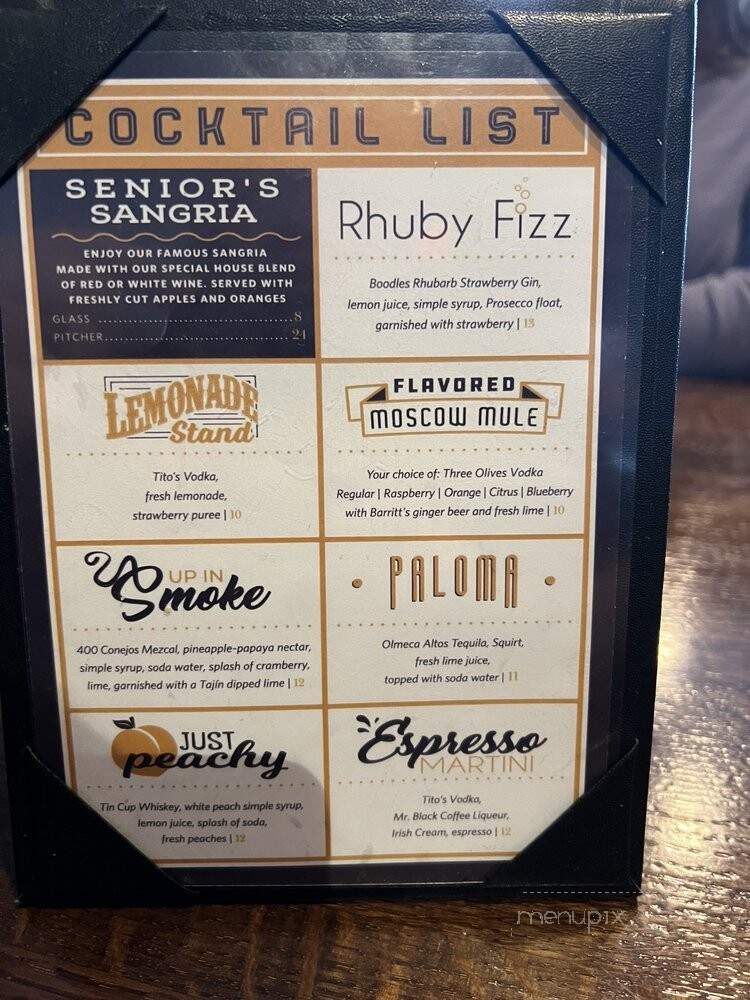 COCKTAIL LIST
SENIOR'S
SANGRIA
ENJOY OUR FAMOUS SANGRIA
MADE WITH OUR SPECIAL HOUSE BLEND
OF RED OR WHITE WINE. SERVED WITH
FRESHLY CUT APPLES AND ORANGES
GLASS ........................................8
PITCHER.....................................24
Rhuby Fizz
Boodles Rhubarb Strawberry Gin,
lemon juice, simple syrup, Prosecco float,
garnished with strawberry | 13
LEMONADE
Stand
Tito's Vodka,
fresh lemonade,
strawberry puree | 10
FLAVORED
MOSCOW MULE
Your choice of: Three Olives Vodka
Regular | Raspberry | Orange | Citrus | Blueberry
with Barritt's ginger beer and fresh lime | 10
UP IN
Smoke
400 Conejos Mezcal, pineapple-papaya nectar,
simple syrup, soda water, splash of cranberry,
lime, garnished with a Tajín dipped lime | 12
• PALOMA •
Olmeca Altos Tequila, Squirt,
fresh lime juice,
topped with soda water | 11
JUST
peachy
Tin Cup Whiskey, white peach simple syrup,
lemon juice, splash of soda,
fresh peaches | 12
Espresso
MARTINI
Tito's Vodka,
Mr. Black Coffee Liqueur,
Irish Cream, espresso | 12
menupix